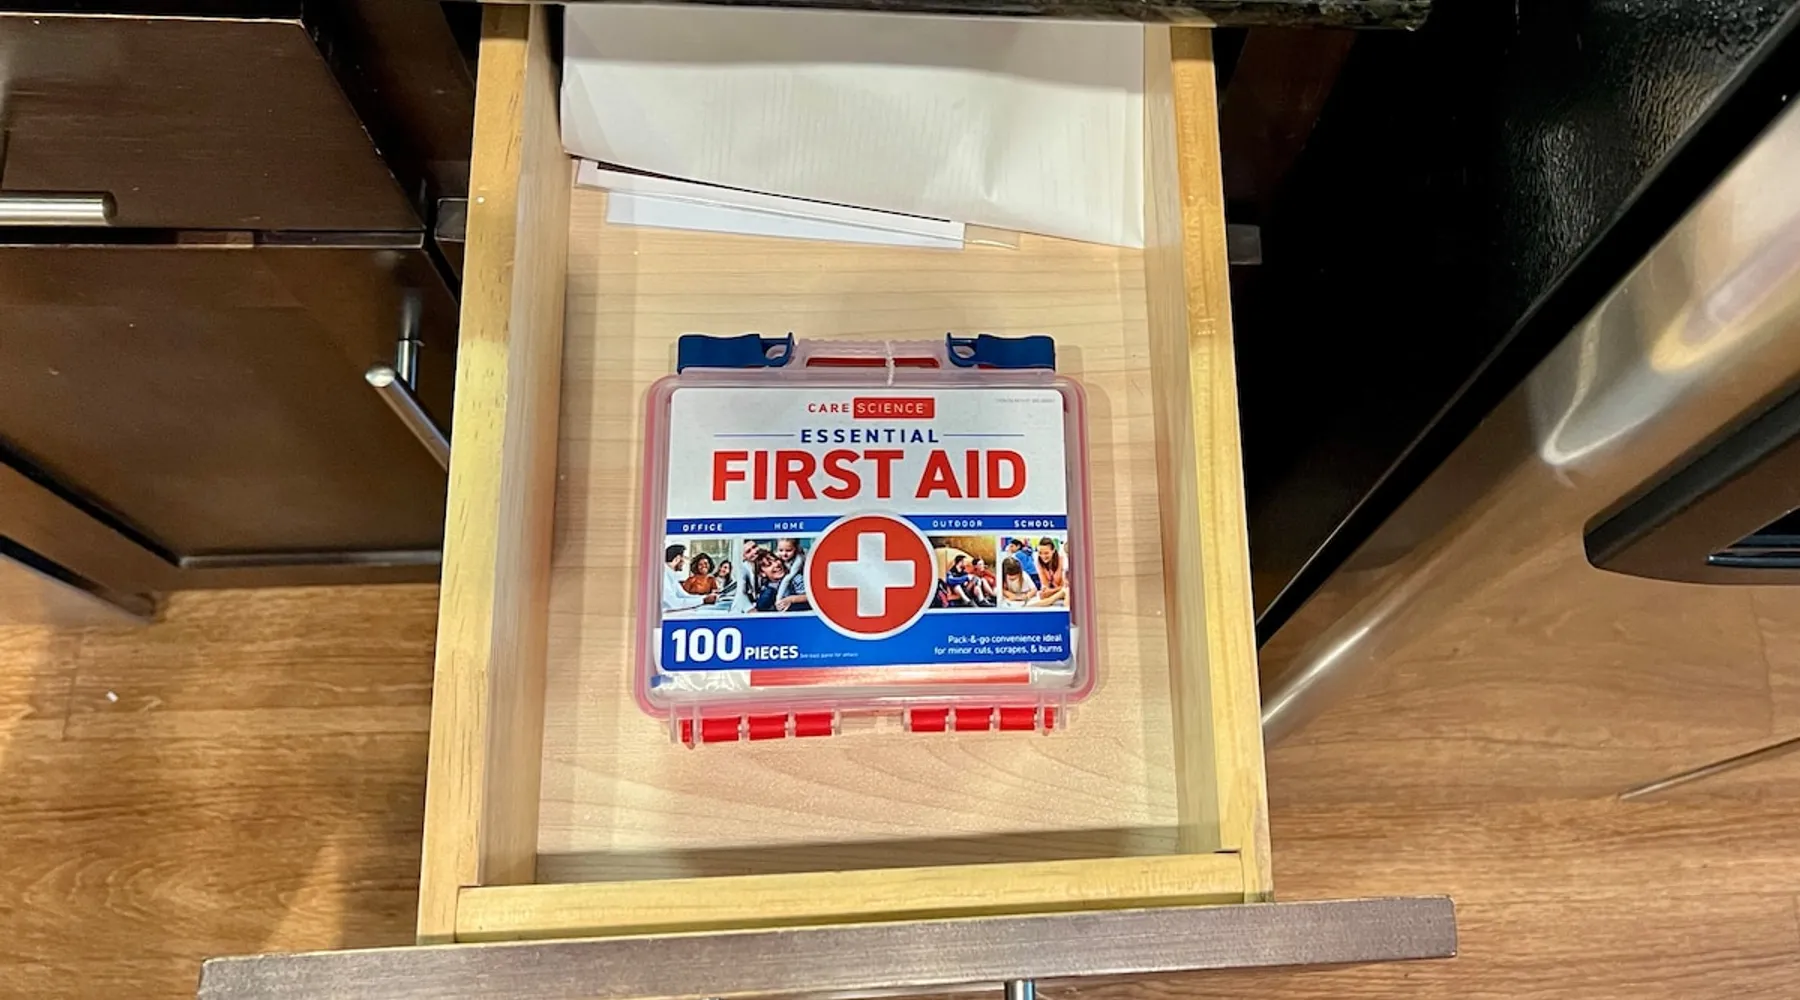 CARE SCIENCE
ESSENTIAL
FIRST AID
OFFICE HOME OUTDOOR SCHOOL
100 PIECES
Pack-&-go convenience ideal
for minor cuts, scrapes, & burns